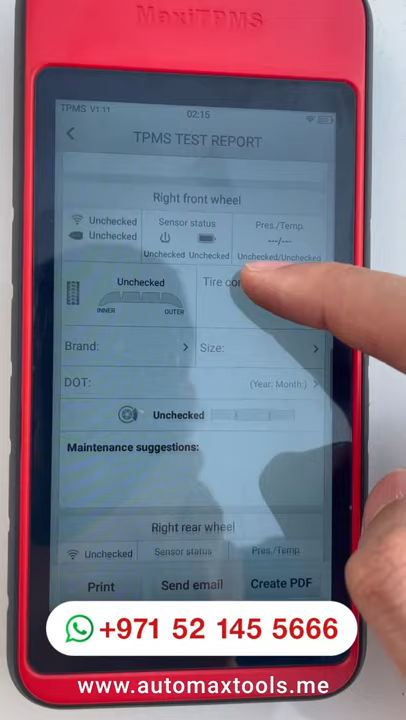 MaxiTPMS
TPMS V1.11
02:15
TPMS TEST REPORT
Right front wheel
Unchecked
Unchecked
Sensor status
Unchecked Unchecked
Pres./Temp.
---/---
Unchecked/Unchecked
Unchecked
INNER OUTER
Tire con
Brand: >
Size: >
DOT: (Year. Month:) >
Unchecked
Maintenance suggestions:
Right rear wheel
Unchecked
Sensor status
Pres./Temp.
Print
Send email
Create PDF
+971 52 145 5666
www.automaxtools.me